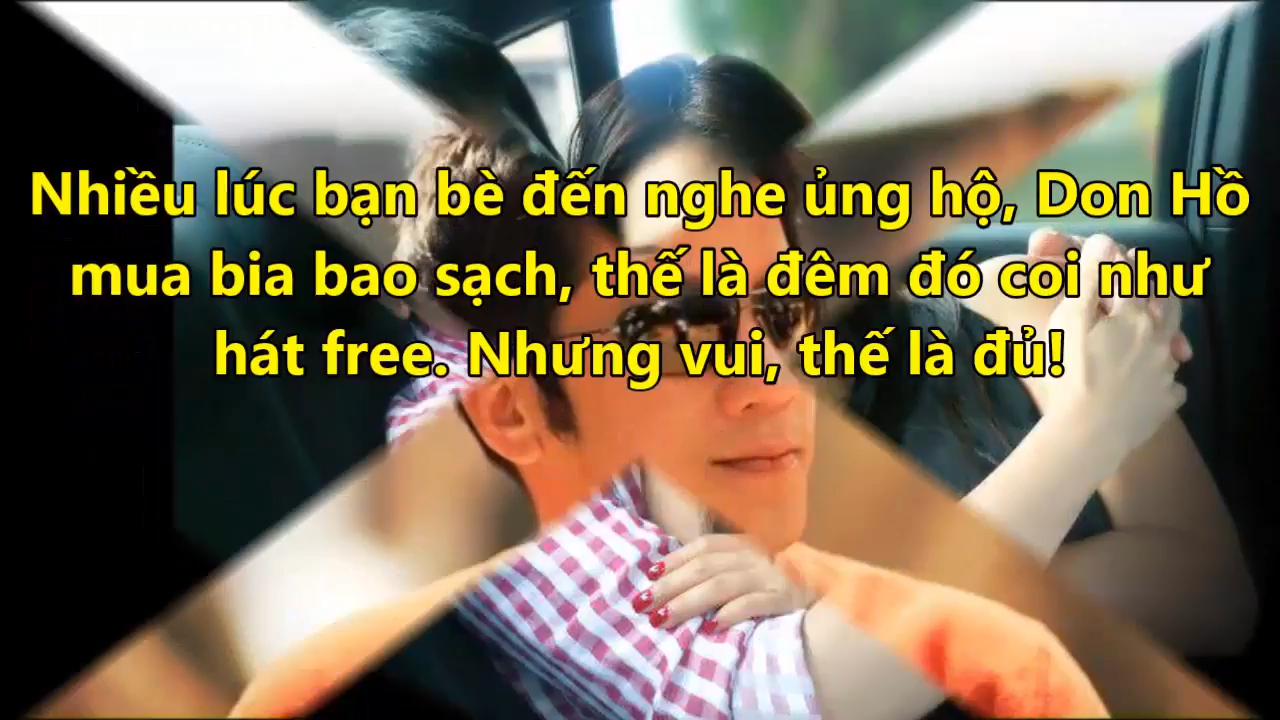 Nhiều lúc bạn bè đến nghe ủng hộ, Don Hồ
mua bia bao sạch, thế là đêm đó coi như
hát free. Nhưng vui, thế là đủ!